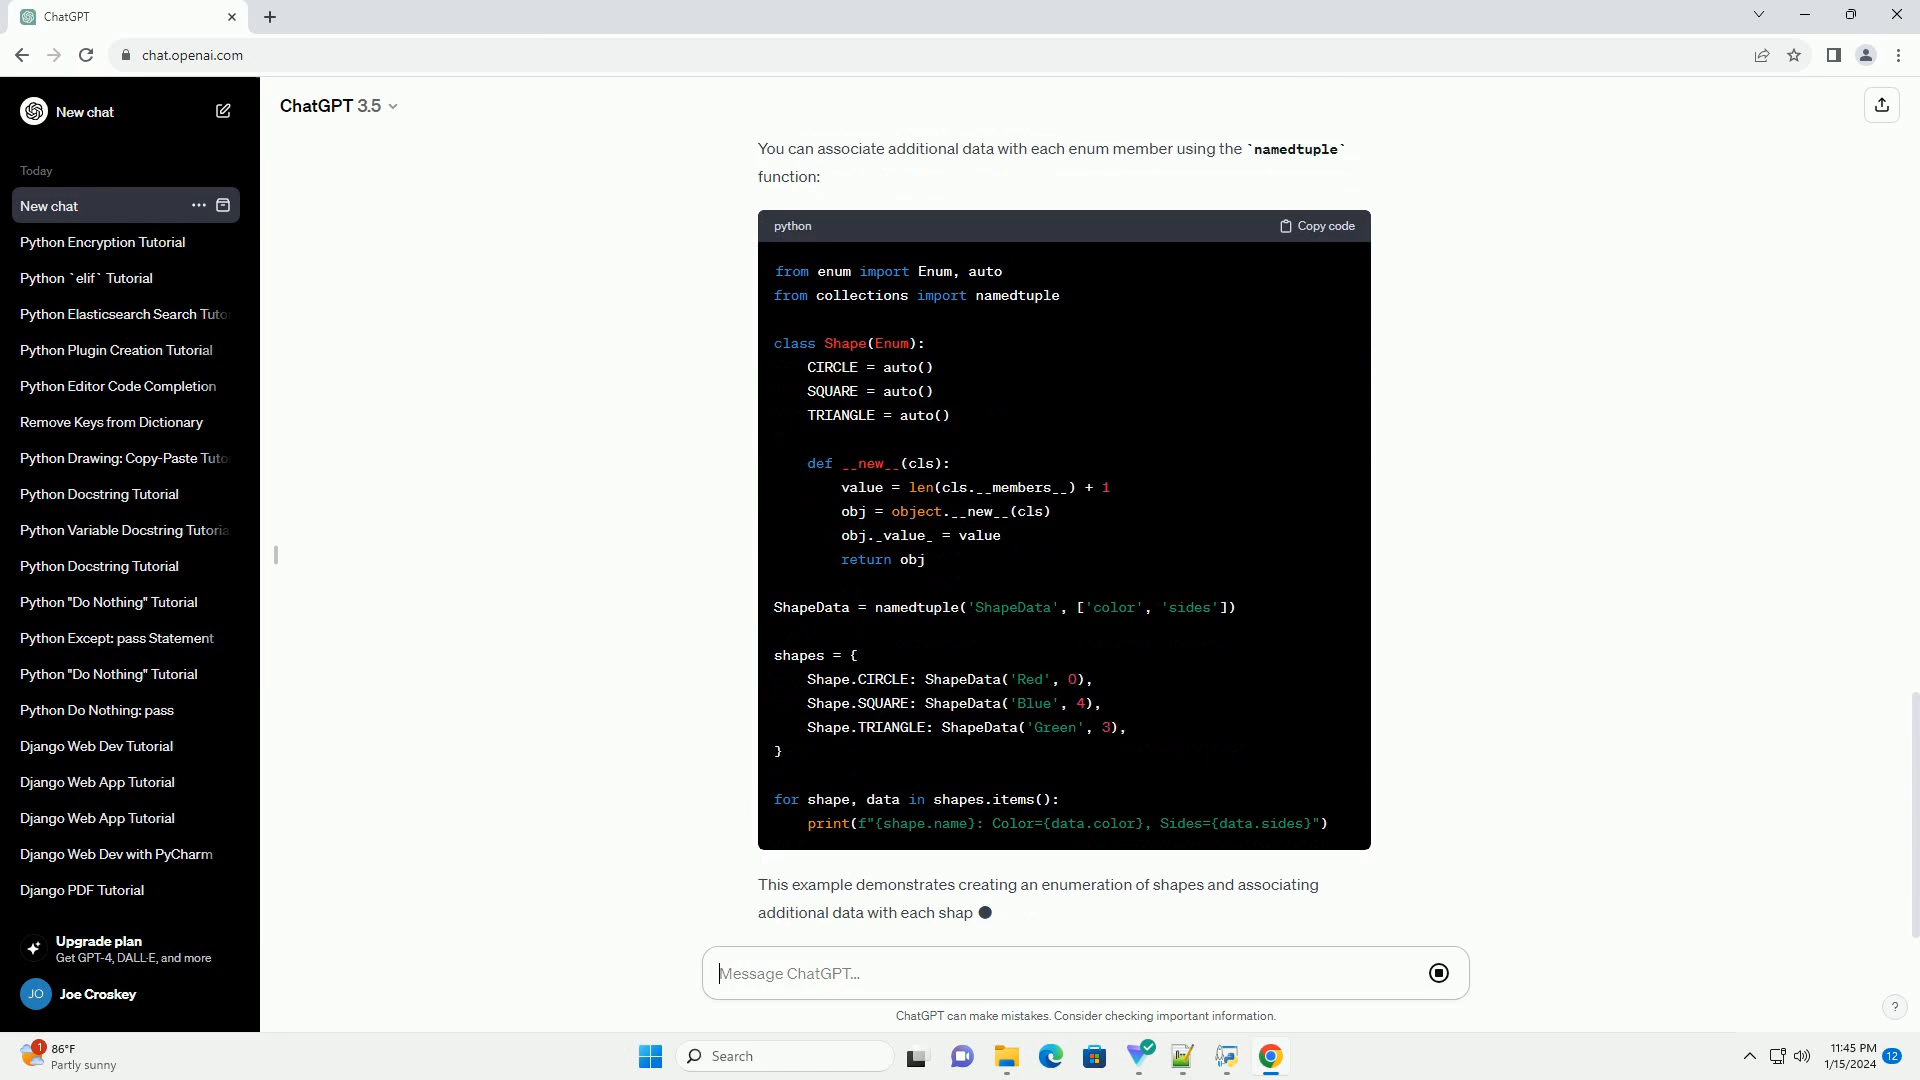 ChatGPT
chat.openai.com
New chat
Today
New chat
Python Encryption Tutorial
Python `elif` Tutorial
Python Elasticsearch Search Tuto
Python Plugin Creation Tutorial
Python Editor Code Completion
Remove Keys from Dictionary
Python Drawing: Copy-Paste Tuto
Python Docstring Tutorial
Python Variable Docstring Tutoria
Python Docstring Tutorial
Python "Do Nothing" Tutorial
Python Except: pass Statement
Python "Do Nothing" Tutorial
Python Do Nothing: pass
Django Web Dev Tutorial
Django Web App Tutorial
Django Web App Tutorial
Django Web Dev with PyCharm
Django PDF Tutorial
Upgrade plan
Get GPT-4, DALL·E, and more
JO Joe Croskey
ChatGPT 3.5
You can associate additional data with each enum member using the `namedtuple`
function:
python Copy code
from enum import Enum, auto
from collections import namedtuple
class Shape(Enum):
CIRCLE = auto()
SQUARE = auto()
TRIANGLE = auto()
def __new__(cls):
value = len(cls.__members__) + 1
obj = object.__new__(cls)
obj._value_ = value
return obj
ShapeData = namedtuple('ShapeData', ['color', 'sides'])
shapes = {
Shape.CIRCLE: ShapeData('Red', 0),
Shape.SQUARE: ShapeData('Blue', 4),
Shape.TRIANGLE: ShapeData('Green', 3),
}
for shape, data in shapes.items():
print(f"{shape.name}: Color={data.color}, Sides={data.sides}")
This example demonstrates creating an enumeration of shapes and associating
additional data with each shap
Message ChatGPT...
ChatGPT can make mistakes. Consider checking important information.
?
1
86°F
Partly sunny
Search
11:45 PM
1/15/2024
12